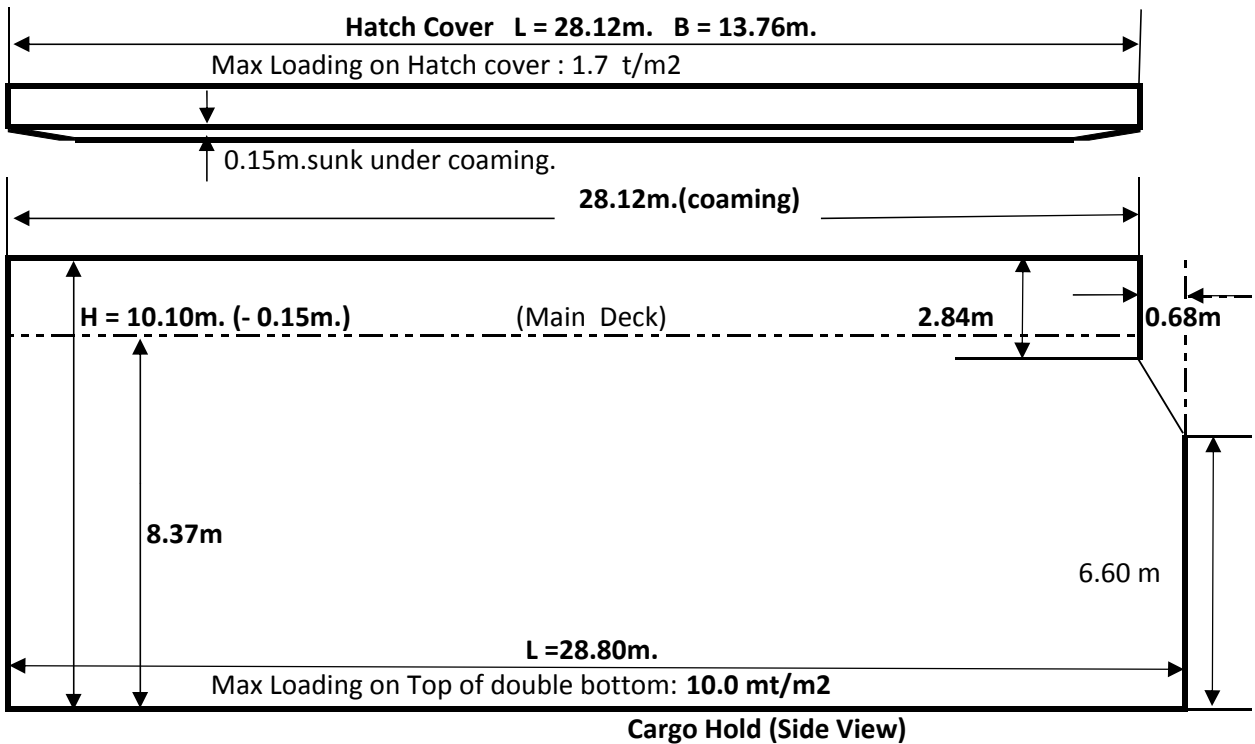 Hatch Cover L = 28.12m. B = 13.76m.
Max Loading on Hatch cover : 1.7 t/m2
0.15m.sunk under coaming.
28.12m.(coaming)
H = 10.10m. (- 0.15m.) (Main Deck) 2.84m 0.68m
8.37m
6.60 m
L =28.80m.
Max Loading on Top of double bottom: 10.0 mt/m2
Cargo Hold (Side View)